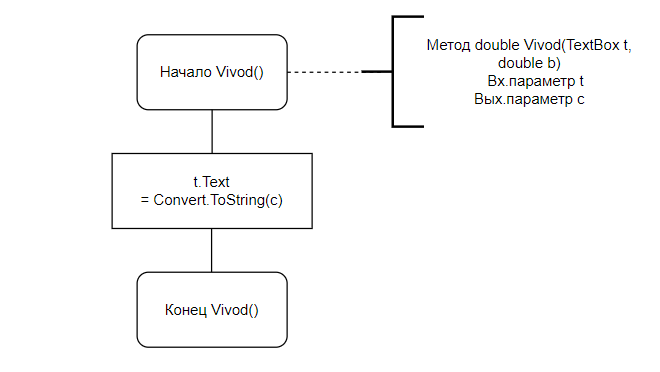 Начало Vivod()
Метод double Vivod(TextBox t,
double b)
Вх.параметр t
Вых.параметр c
t.Text
= Convert.ToString(c)
Конец Vivod()